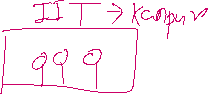 IIT → Kanpur